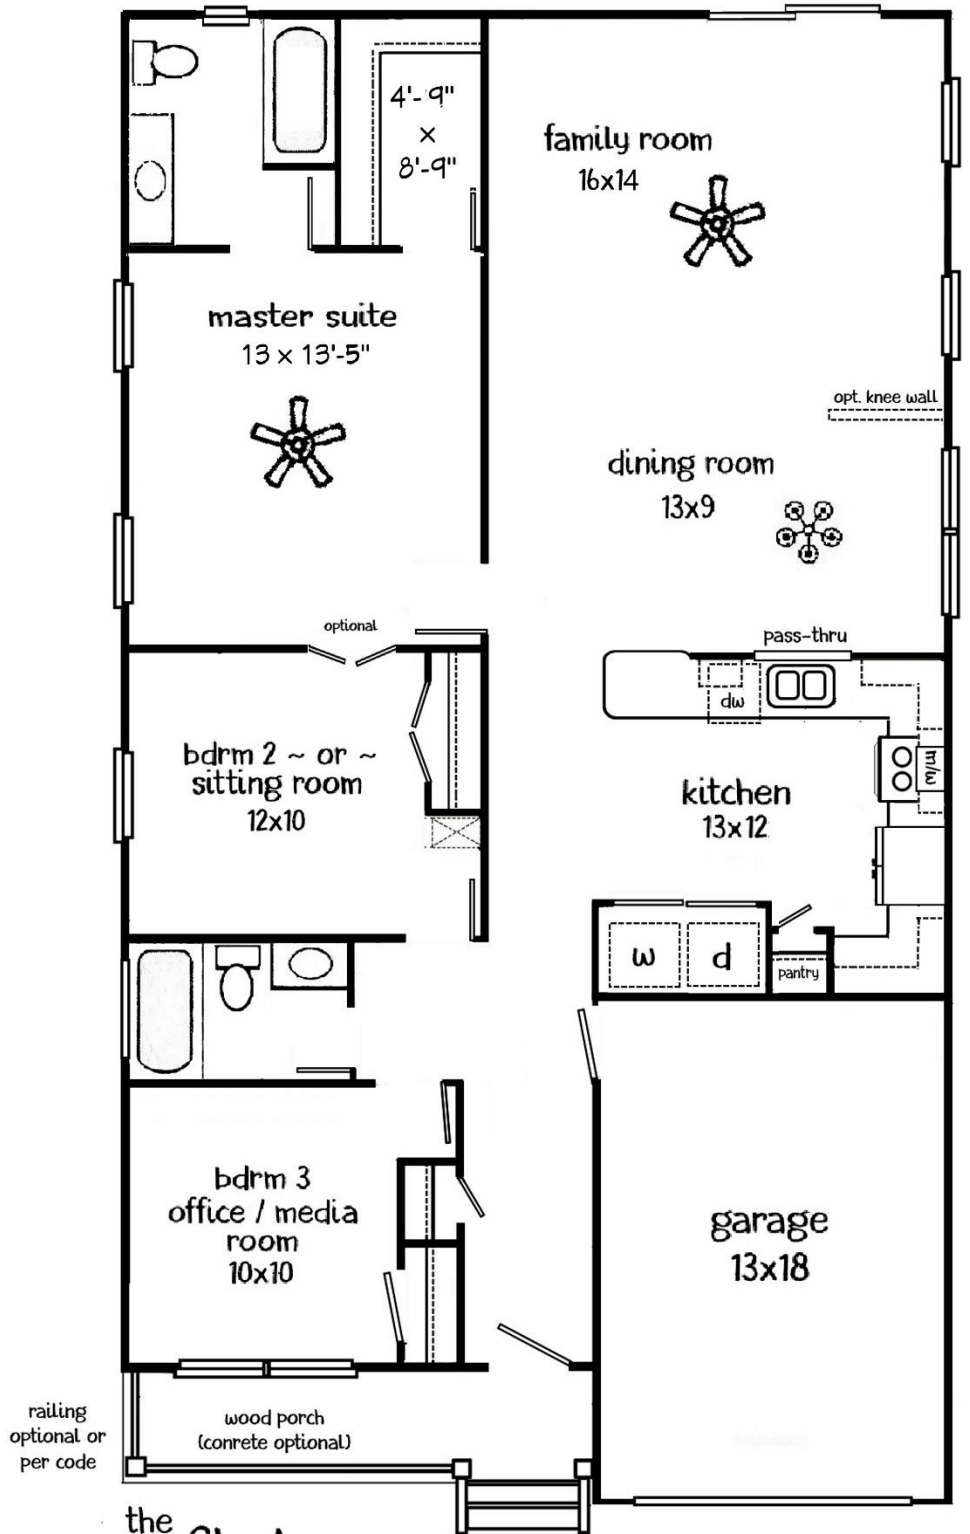 4'-9"
x
8'-9"
family room
16x14
master suite
13 x 13'-5"
opt. knee wall
dining room
13x9
optional
pass-thru
dw
bdrm 2 ~ or ~
sitting room
12x10
m/w
kitchen
13x12
w d
pantry
bdrm 3
office / media
room
10x10
garage
13x18
railing
optional or
per code
wood porch
(conrete optional)
the